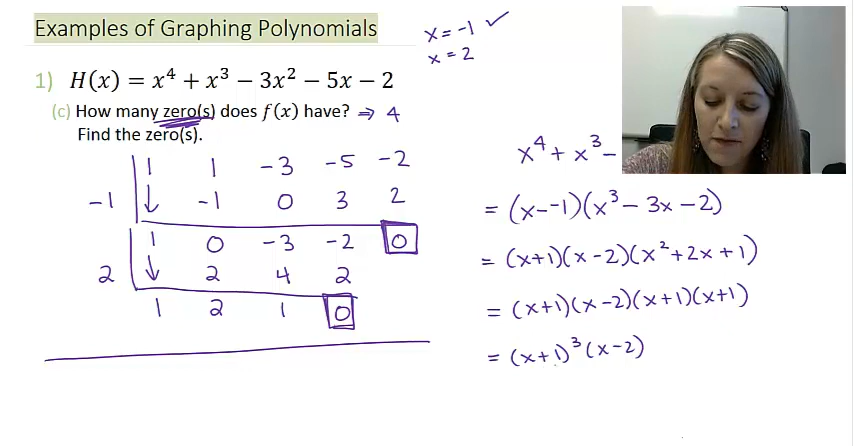 Examples of Graphing Polynomials
x = -1 ✓
x = 2
1) H(x) = x⁴ + x³ − 3x² − 5x − 2
(c) How many zero(s) does f(x) have? ⇒ 4
Find the zero(s).
1 1 -3 -5 -2
-1 ↓ -1 0 3 2
1 0 -3 -2 0
2 ↓ 2 4 2
1 2 1 0
x⁴ + x³ −
= (x--1)(x³ − 3x − 2)
= (x+1)(x−2)(x²+2x+1)
= (x+1)(x−2)(x+1)(x+1)
= (x+1)³(x−2)